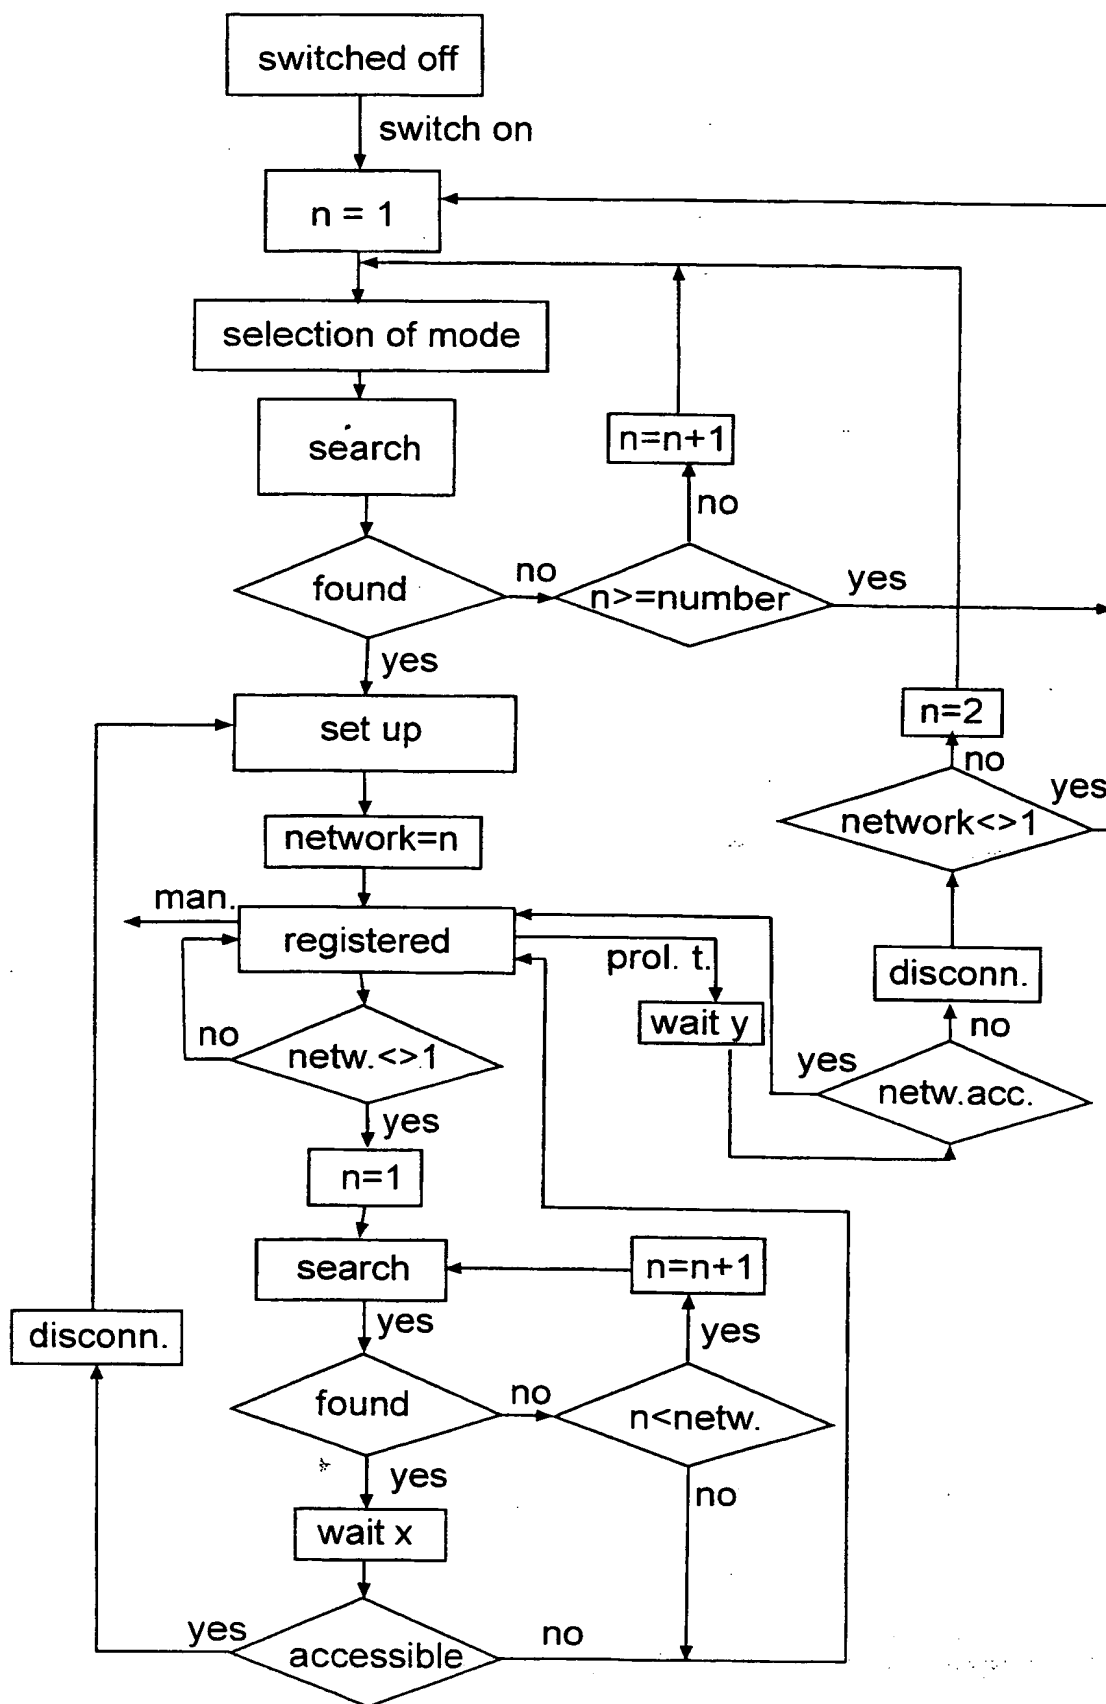 switched off
switch on
n = 1
selection of mode
search
n=n+1
no
found
no
n>=number
yes
yes
set up
n=2
no
network<>1
yes
network=n
man.
registered
prol. t.
disconn.
wait y
no
no
netw.<>1
yes
netw.acc.
yes
n=1
search
n=n+1
yes
yes
disconn.
found
no
n<netw.
yes
no
wait x
yes
accessible
no